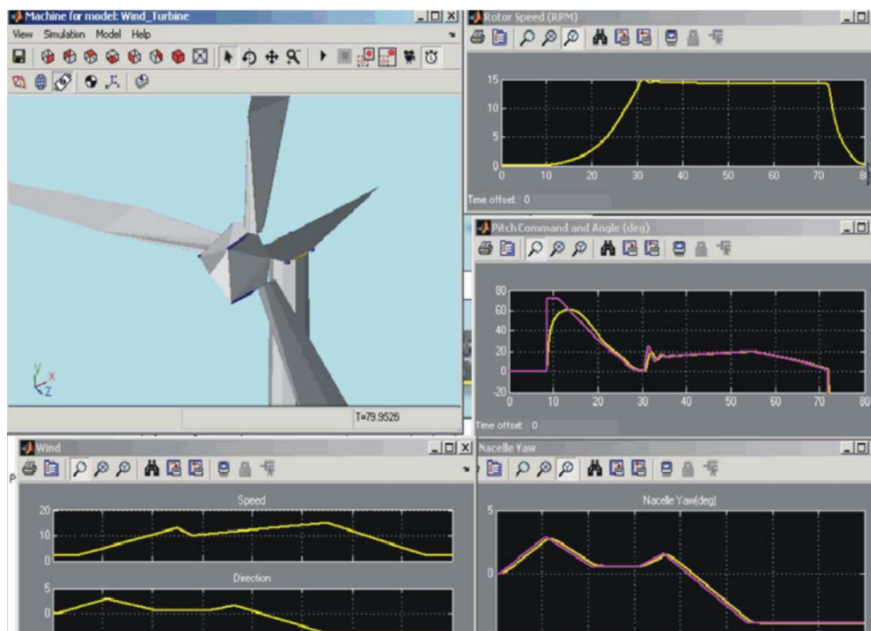 Machine for model: Wind_Turbine
View Simulation Model Help
y
x
z
T=79.9526
Rotor Speed (RPM)
15
10
5
0
0 10 20 30 40 50 60 70 80
Time offset: 0
Pitch Command and Angle (deg)
80
60
40
20
0
-20
0 10 20 30 40 50 60 70 80
Time offset: 0
Wind
Speed
20
10
0
Direction
5
0
Nacelle Yaw
Nacelle Yaw(deg)
5
0